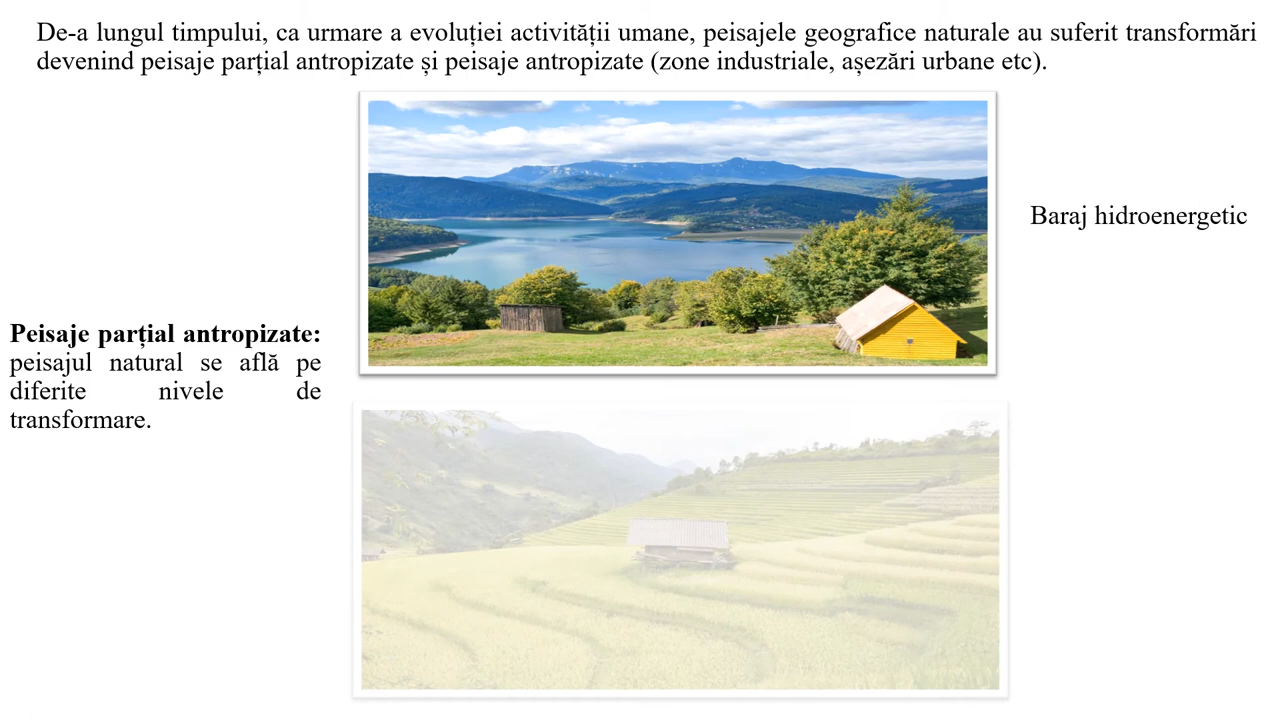 De-a lungul timpului, ca urmare a evoluției activității umane, peisajele geografice naturale au suferit transformări
devenind peisaje parțial antropizate și peisaje antropizate (zone industriale, așezări urbane etc).
Baraj hidroenergetic
Peisaje parțial antropizate:
peisajul natural se află pe
diferite nivele de
transformare.